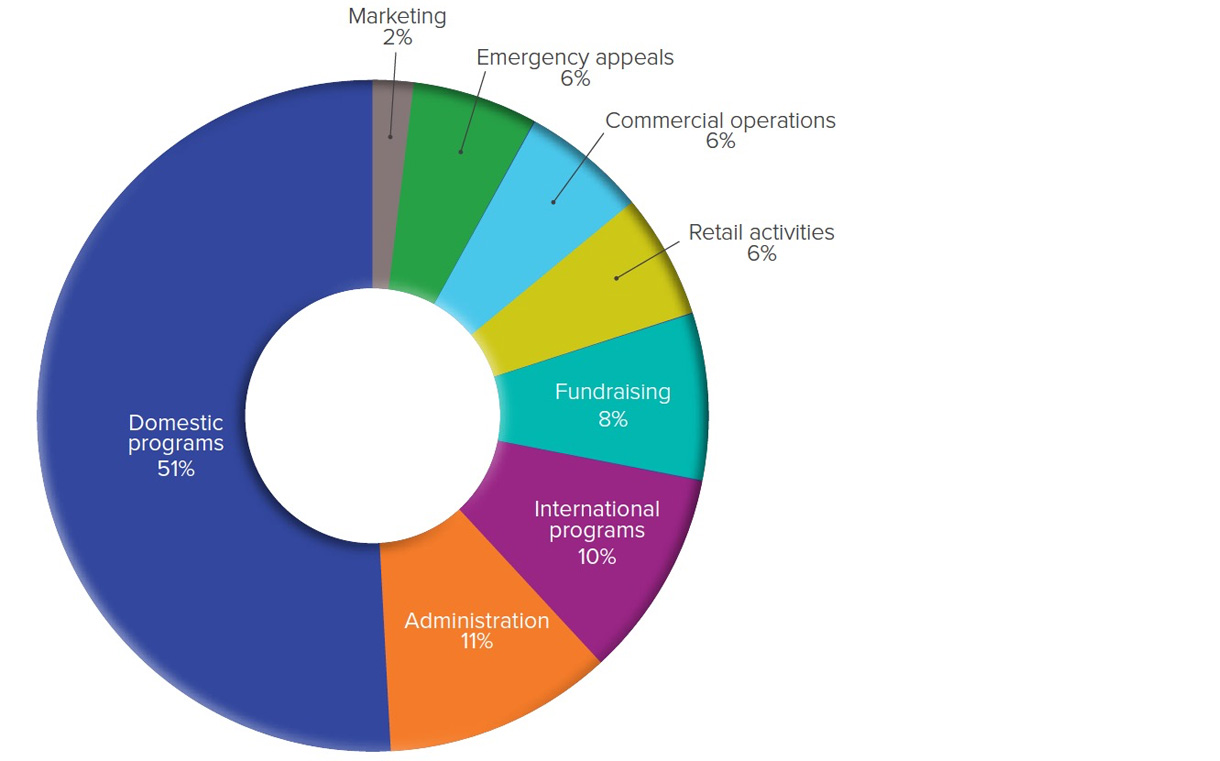 Marketing
2%
Emergency appeals
6%
Commercial operations
6%
Retail activities
6%
Fundraising
8%
International
programs
10%
Administration
11%
Domestic
programs
51%